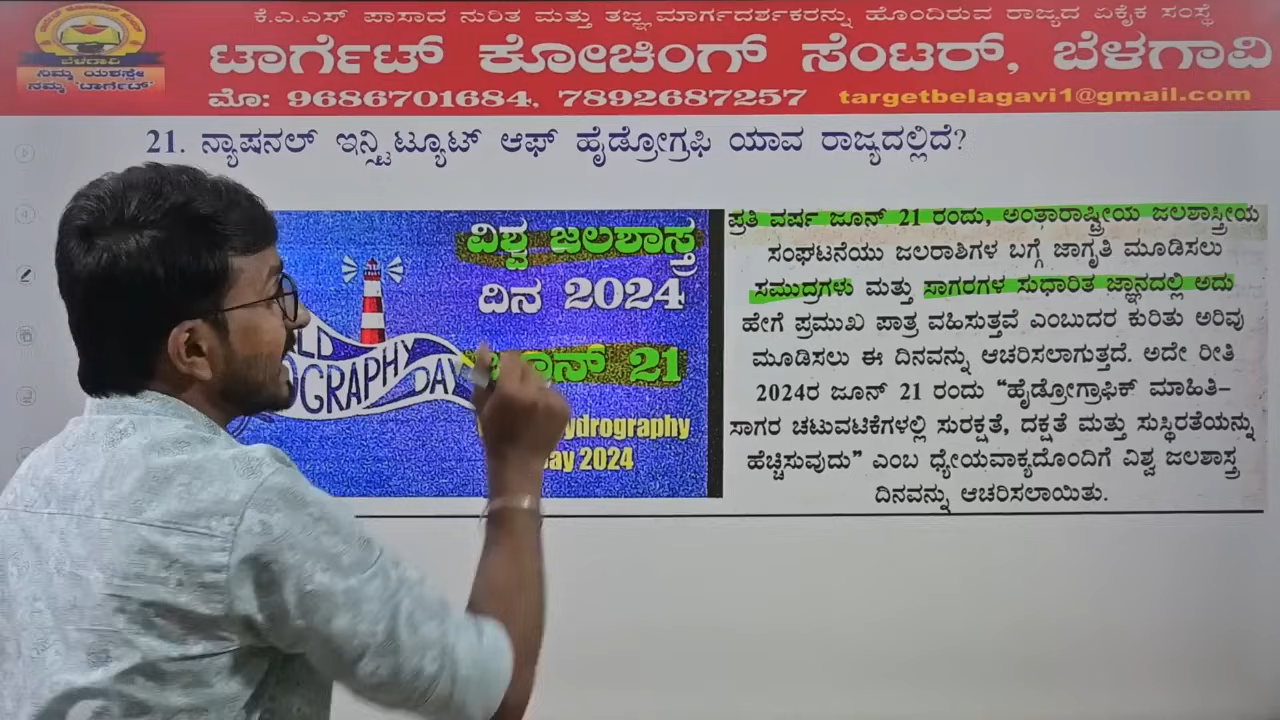 ಕೆ.ಎ.ಎಸ್ ಪಾಸಾದ ನುರಿತ ಮತ್ತು ತಜ್ಞ ಮಾರ್ಗದರ್ಶಕರನ್ನು ಹೊಂದಿರುವ ರಾಜ್ಯದ ಏಕೈಕ ಸಂಸ್ಥೆ
ಟಾರ್ಗೆಟ್ ಕೋಚಿಂಗ್ ಸೆಂಟರ್, ಬೆಳಗಾವಿ
ಮೊ: 9686701684, 7892687257 targetbelagavi1@gmail.com
ಬೆಳಗಾವಿ
ನಿಮ್ಮ ಯಶಸ್ಸೇ
ನಮ್ಮ 'ಟಾರ್ಗೆಟ್'
21. ನ್ಯಾಷನಲ್ ಇನ್ಸ್ಟಿಟ್ಯೂಟ್ ಆಫ್ ಹೈಡ್ರೋಗ್ರಫಿ ಯಾವ ರಾಜ್ಯದಲ್ಲಿದೆ?
ವಿಶ್ವ ಜಲಶಾಸ್ತ್ರ
ದಿನ 2024
21
DAY
2024
ಪ್ರತಿ ವರ್ಷ ಜೂನ್ 21 ರಂದು, ಅಂತಾರಾಷ್ಟ್ರೀಯ ಜಲಶಾಸ್ತ್ರೀಯ
ಸಂಘಟನೆಯು ಜಲರಾಶಿಗಳ ಬಗ್ಗೆ ಜಾಗೃತಿ ಮೂಡಿಸಲು
ಸಮುದ್ರಗಳು ಮತ್ತು ಸಾಗರಗಳ ಸುಧಾರಿತ ಜ್ಞಾನದಲ್ಲಿ ಅದು
ಹೇಗೆ ಪ್ರಮುಖ ಪಾತ್ರ ವಹಿಸುತ್ತವೆ ಎಂಬುದರ ಕುರಿತು ಅರಿವು
ಮೂಡಿಸಲು ಈ ದಿನವನ್ನು ಆಚರಿಸಲಾಗುತ್ತದೆ. ಅದೇ ರೀತಿ
2024ರ ಜೂನ್ 21 ರಂದು “ಹೈಡ್ರೋಗ್ರಾಫಿಕ್ ಮಾಹಿತಿ–
ಸಾಗರ ಚಟುವಟಿಕೆಗಳಲ್ಲಿ ಸುರಕ್ಷತೆ, ದಕ್ಷತೆ ಮತ್ತು ಸುಸ್ಥಿರತೆಯನ್ನು
ಹೆಚ್ಚಿಸುವುದು” ಎಂಬ ಧ್ಯೇಯವಾಕ್ಯದೊಂದಿಗೆ ವಿಶ್ವ ಜಲಶಾಸ್ತ್ರ
ದಿನವನ್ನು ಆಚರಿಸಲಾಯಿತು.